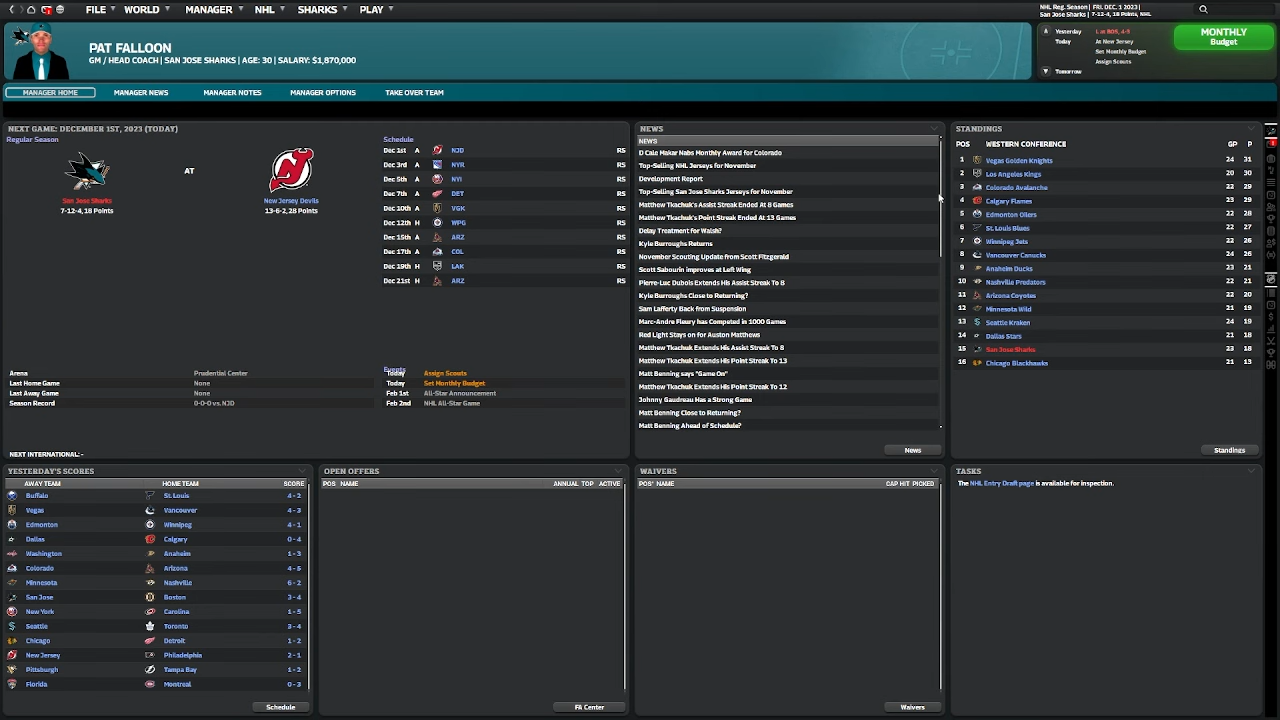 FILE WORLD MANAGER NHL SHARKS PLAY
NHL Reg. Season | FRI. DEC. 1 2023 |
San Jose Sharks | 7-12-4, 18 Points, NHL
PAT FALLOON
GM / HEAD COACH | SAN JOSE SHARKS | AGE: 30 | SALARY: $1,870,000
Yesterday L at BOS, 4-3
Today At New Jersey
Set Monthly Budget
Assign Scouts
Tomorrow
MONTHLY
Budget
MANAGER HOME MANAGER NEWS MANAGER NOTES MANAGER OPTIONS TAKE OVER TEAM
NEXT GAME: DECEMBER 1ST, 2023 (TODAY)
Regular Season
San Jose Sharks
7-12-4, 18 Points
AT
New Jersey Devils
13-6-2, 28 Points
Schedule
Dec 1st A NJD RS
Dec 3rd A NYR RS
Dec 5th A NYI RS
Dec 7th A DET RS
Dec 10th A VGK RS
Dec 12th H WPG RS
Dec 15th A ARZ RS
Dec 17th A COL RS
Dec 19th H LAK RS
Dec 21st H ARZ RS
Arena Prudential Center
Last Home Game None
Last Away Game None
Season Record 0-0-0 vs. NJD
Events
Today Assign Scouts
Today Set Monthly Budget
Feb 1st All-Star Announcement
Feb 2nd NHL All-Star Game
NEXT INTERNATIONAL: -
NEWS
NEWS
D Cale Makar Nabs Monthly Award for Colorado
Top-Selling NHL Jerseys for November
Development Report
Top-Selling San Jose Sharks Jerseys for November
Matthew Tkachuk's Assist Streak Ended At 8 Games
Matthew Tkachuk's Point Streak Ended At 13 Games
Delay Treatment for Walsh?
Kyle Burroughs Returns
November Scouting Update from Scott Fitzgerald
Scott Sabourin improves at Left Wing
Pierre-Luc Dubois Extends His Assist Streak To 8
Kyle Burroughs Close to Returning?
Sam Lafferty Back from Suspension
Marc-Andre Fleury has Competed in 1000 Games
Red Light Stays on for Auston Matthews
Matthew Tkachuk Extends His Assist Streak To 8
Matthew Tkachuk Extends His Point Streak To 13
Matt Benning says "Game On"
Matthew Tkachuk Extends His Point Streak To 12
Johnny Gaudreau Has a Strong Game
Matt Benning Close to Returning?
Matt Benning Ahead of Schedule?
News
STANDINGS
POS WESTERN CONFERENCE GP P
1 Vegas Golden Knights 24 31
2 Los Angeles Kings 20 30
3 Colorado Avalanche 22 29
4 Calgary Flames 23 29
5 Edmonton Oilers 22 28
6 St. Louis Blues 22 27
7 Winnipeg Jets 22 26
8 Vancouver Canucks 24 26
9 Anaheim Ducks 23 21
10 Nashville Predators 22 21
11 Arizona Coyotes 22 20
12 Minnesota Wild 21 19
13 Seattle Kraken 24 19
14 Dallas Stars 21 18
15 San Jose Sharks 23 18
16 Chicago Blackhawks 21 13
Standings
YESTERDAY'S SCORES
AWAY TEAM HOME TEAM SCORE
Buffalo St. Louis 4 - 2
Vegas Vancouver 4 - 3
Edmonton Winnipeg 4 - 1
Dallas Calgary 0 - 4
Washington Anaheim 1 - 3
Colorado Arizona 4 - 5
Minnesota Nashville 6 - 2
San Jose Boston 3 - 4
New York Carolina 1 - 5
Seattle Toronto 3 - 4
Chicago Detroit 1 - 2
New Jersey Philadelphia 2 - 1
Pittsburgh Tampa Bay 1 - 2
Florida Montreal 0 - 3
Schedule
OPEN OFFERS
POS NAME ANNUAL TOP ACTIVE
FA Center
WAIVERS
POS' NAME CAP HIT PICKED
Waivers
TASKS
The NHL Entry Draft page is available for inspection.